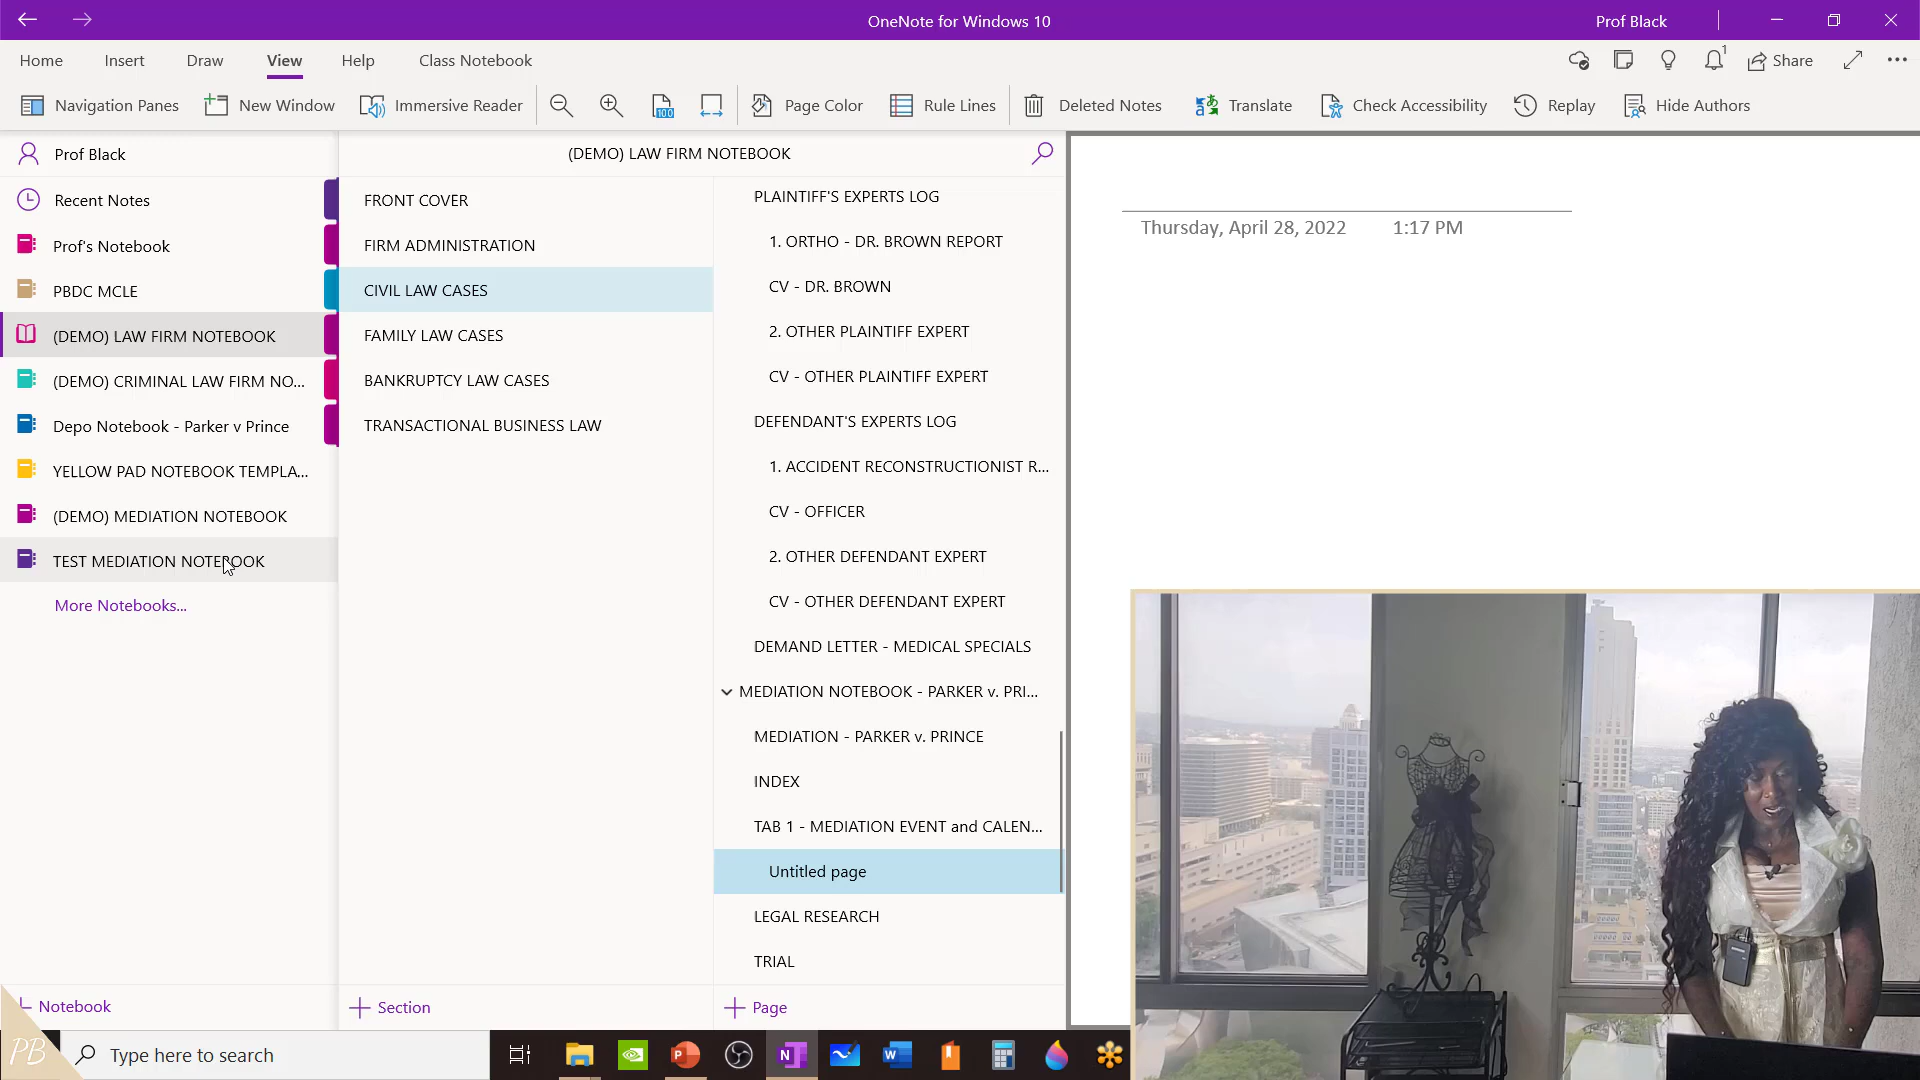 OneNote for Windows 10
Prof Black
Home
Insert
Draw
View
Help
Class Notebook
1
Share
Navigation Panes
New Window
Immersive Reader
100
Page Color
Rule Lines
Deleted Notes
Translate
Check Accessibility
Replay
Hide Authors
Prof Black
Recent Notes
Prof's Notebook
PBDC MCLE
(DEMO) LAW FIRM NOTEBOOK
(DEMO) CRIMINAL LAW FIRM NO...
Depo Notebook - Parker v Prince
YELLOW PAD NOTEBOOK TEMPLA...
(DEMO) MEDIATION NOTEBOOK
TEST MEDIATION NOTEBOOK
More Notebooks...
Notebook
(DEMO) LAW FIRM NOTEBOOK
FRONT COVER
FIRM ADMINISTRATION
CIVIL LAW CASES
FAMILY LAW CASES
BANKRUPTCY LAW CASES
TRANSACTIONAL BUSINESS LAW
Section
PLAINTIFF'S EXPERTS LOG
1. ORTHO - DR. BROWN REPORT
CV - DR. BROWN
2. OTHER PLAINTIFF EXPERT
CV - OTHER PLAINTIFF EXPERT
DEFENDANT'S EXPERTS LOG
1. ACCIDENT RECONSTRUCTIONIST R...
CV - OFFICER
2. OTHER DEFENDANT EXPERT
CV - OTHER DEFENDANT EXPERT
DEMAND LETTER - MEDICAL SPECIALS
MEDIATION NOTEBOOK - PARKER v. PRI...
MEDIATION - PARKER v. PRINCE
INDEX
TAB 1 - MEDIATION EVENT and CALEN...
Untitled page
LEGAL RESEARCH
TRIAL
Page
Thursday, April 28, 2022 1:17 PM
PB
Type here to search
P
N
W